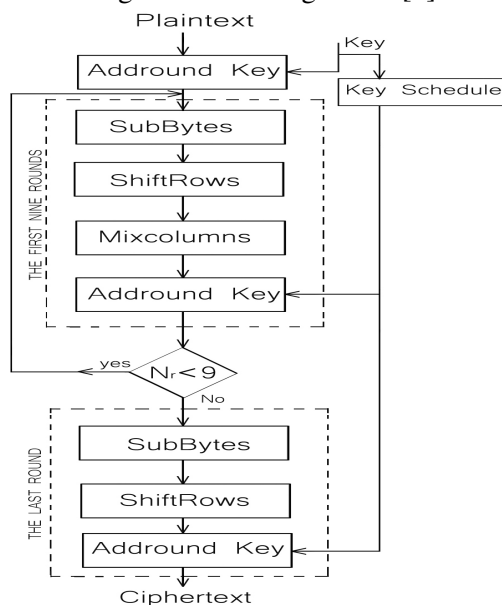 Plaintext
Key
Addround Key
Key Schedule
THE FIRST NINE ROUNDS
SubBytes
ShiftRows
Mixcolumns
Addround Key
yes
Nr<9
No
THE LAST ROUND
SubBytes
ShiftRows
Addround Key
Ciphertext